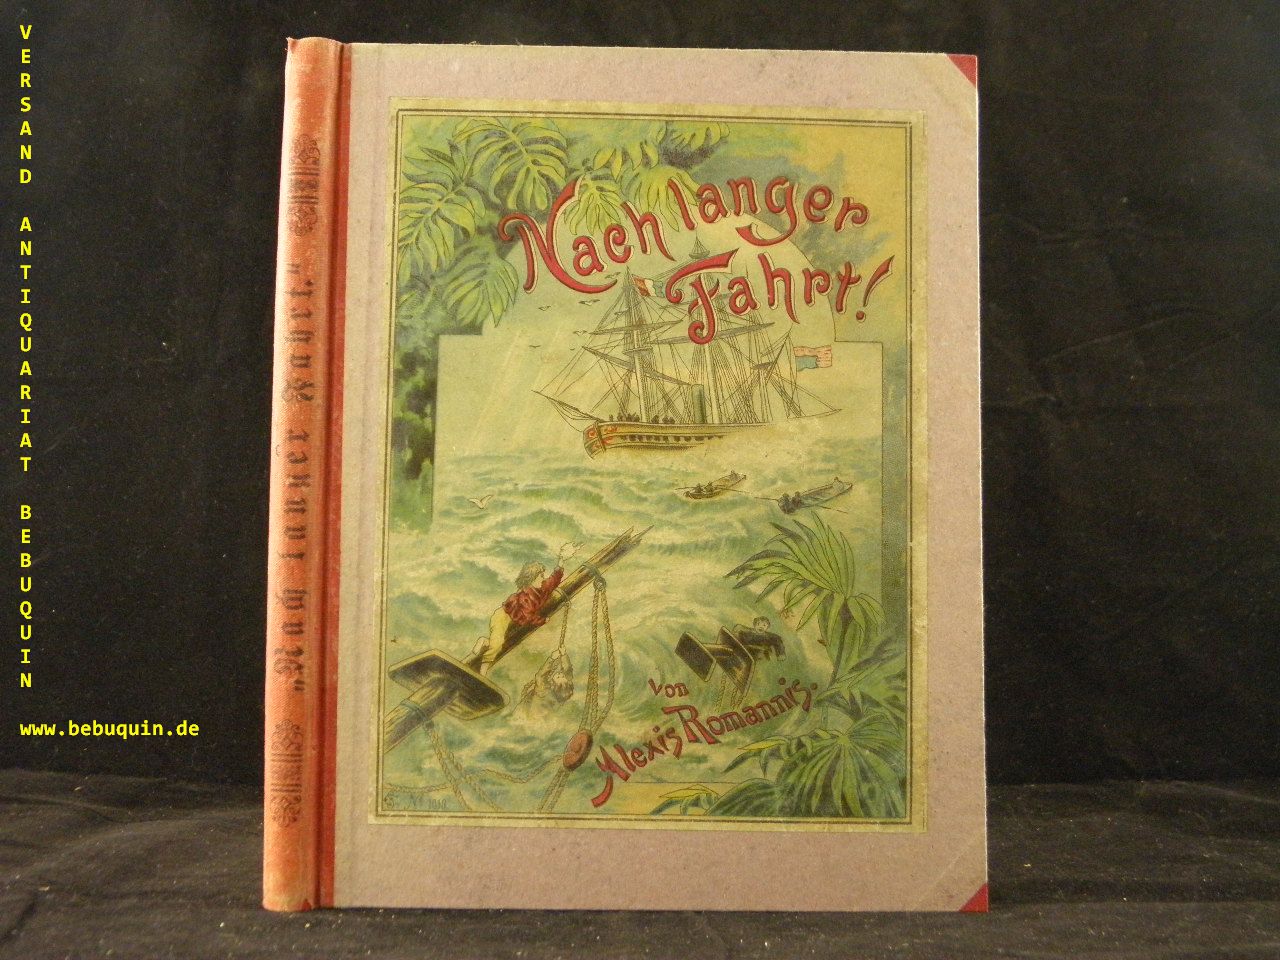 VERSAND ANTIQUARIAT BEBUQUIN
www.bebuquin.de
„Nach langer Fahrt.“
Nach langer
Fahrt!
von
Alexis Romannis.